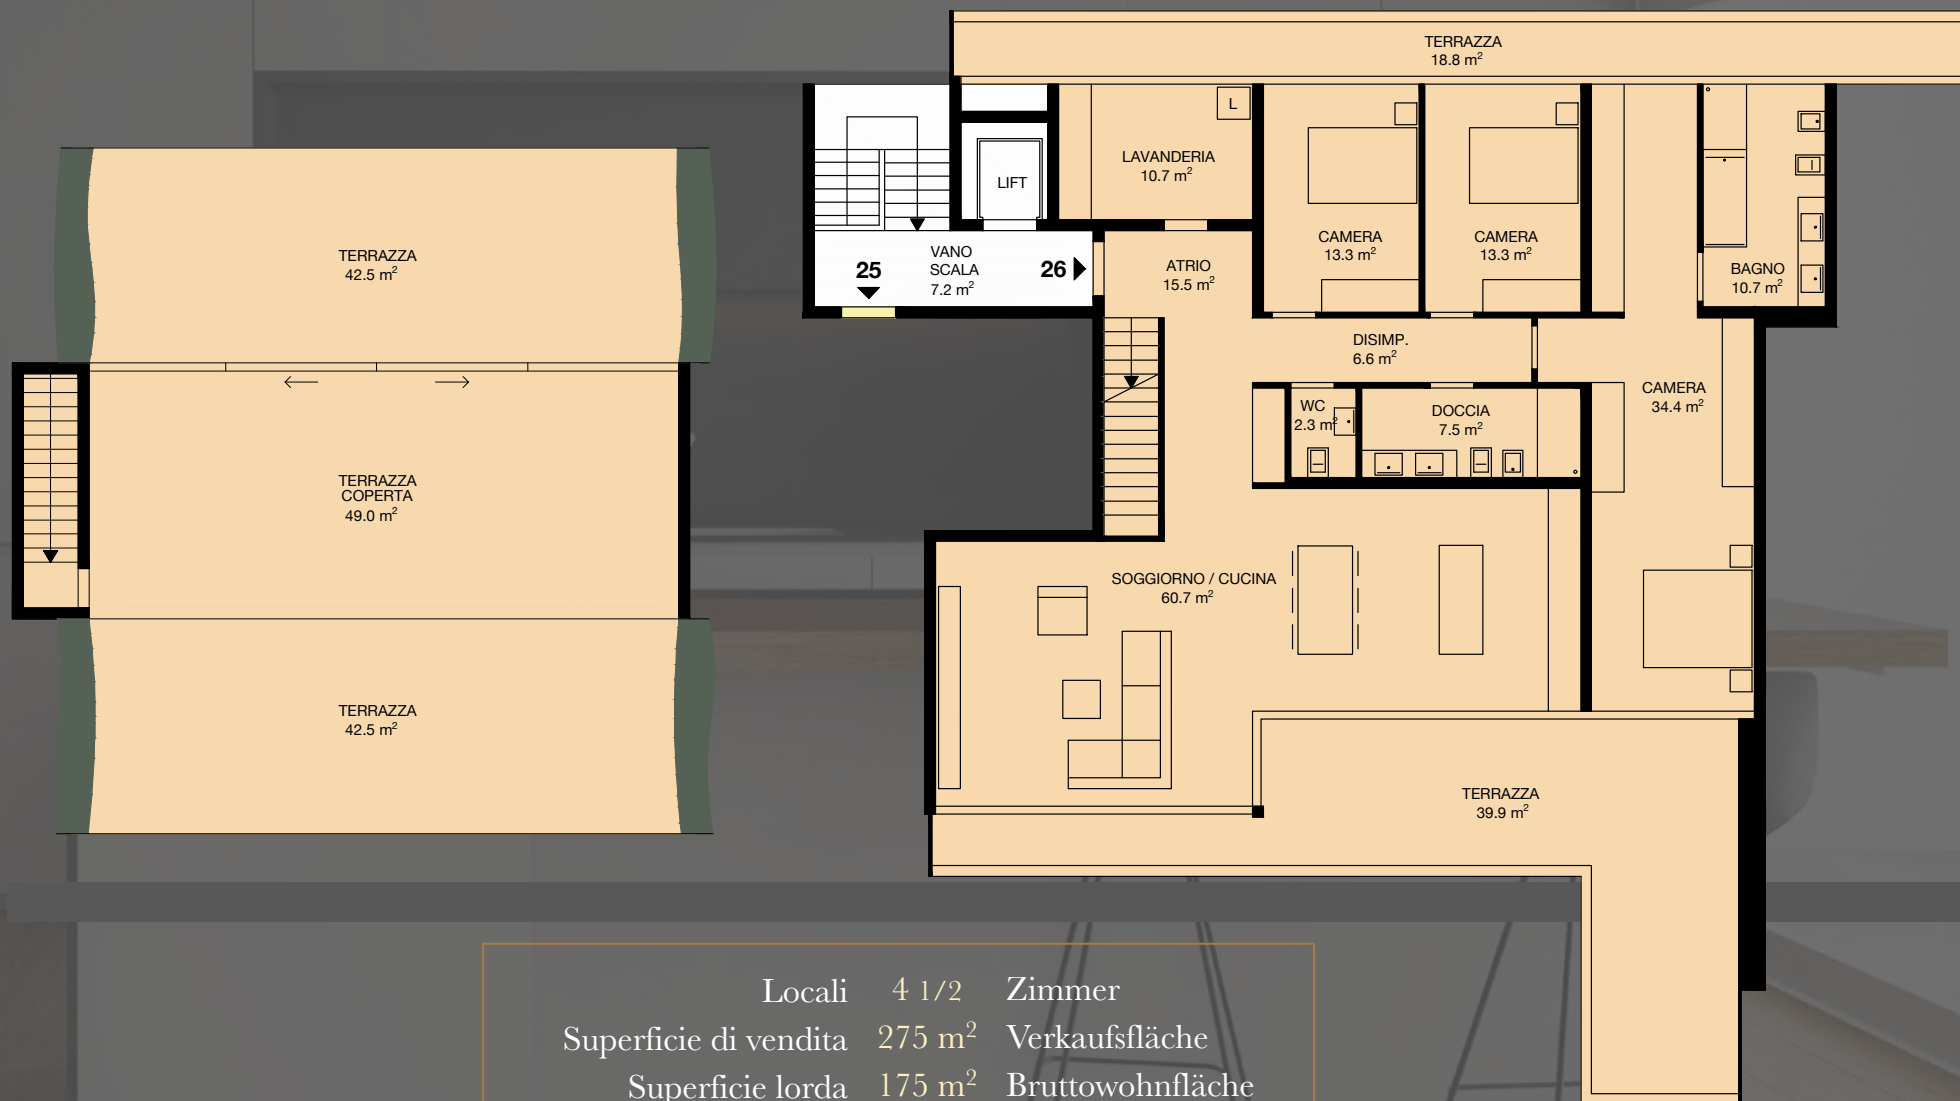 TERRAZZA
18.8 m²
L
LAVANDERIA
10.7 m²
LIFT
CAMERA
13.3 m²
CAMERA
13.3 m²
BAGNO
10.7 m²
TERRAZZA
42.5 m²
25
VANO
SCALA
7.2 m²
26
ATRIO
15.5 m²
DISIMP.
6.6 m²
CAMERA
34.4 m²
WC
2.3 m²
DOCCIA
7.5 m²
TERRAZZA
COPERTA
49.0 m²
SOGGIORNO / CUCINA
60.7 m²
TERRAZZA
42.5 m²
TERRAZZA
39.9 m²
Locali 4 1/2 Zimmer
Superficie di vendita 275 m² Verkaufsfläche
Superficie lorda 175 m² Bruttowohnfläche